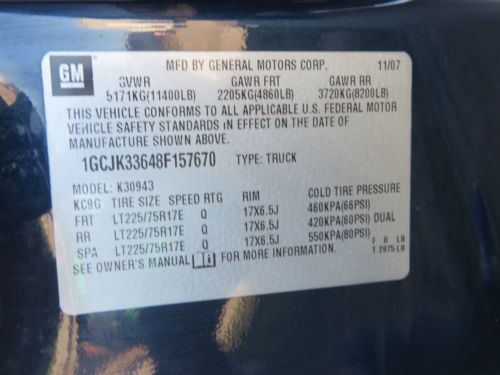 GM
MFD BY GENERAL MOTORS CORP. 11/07
GVWR GAWR FRT GAWR RR
5171KG(11400LB) 2205KG(4860LB) 3720KG(8200LB)
THIS VEHICLE CONFORMS TO ALL APPLICABLE U.S. FEDERAL MOTOR
VEHICLE SAFETY STANDARDS IN EFFECT ON THE DATE OF
MANUFACTURE SHOWN ABOVE.
1GCJK33648F157670 TYPE: TRUCK
MODEL: K30943
KC9G TIRE SIZE SPEED RTG RIM COLD TIRE PRESSURE
FRT LT225/75R17E Q 17X6.5J 460KPA(66PSI)
RR LT225/75R17E Q 17X6.5J 420KPA(60PSI) DUAL
SPA LT225/75R17E Q 17X6.5J 550KPA(80PSI) F 0 LB
SEE OWNER'S MANUAL FOR MORE INFORMATION. T 2875 LB